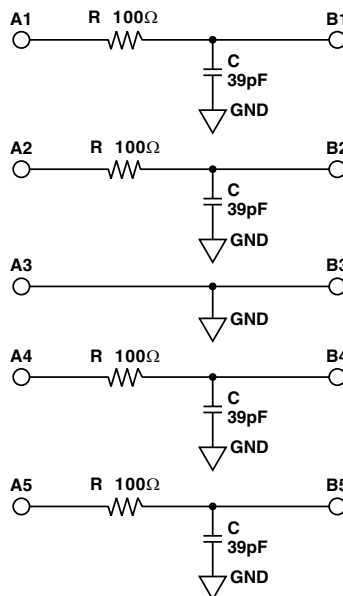 A1 R 100Ω B1
C
39pF
GND
A2 R 100Ω B2
C
39pF
GND
A3 B3
GND
A4 R 100Ω B4
C
39pF
GND
A5 R 100Ω B5
C
39pF
GND